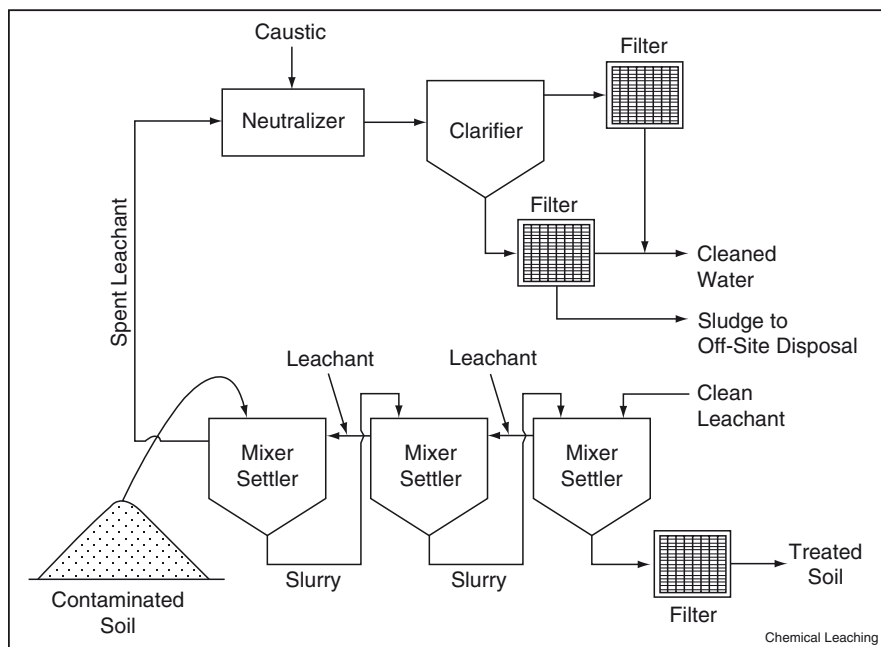 Caustic
Filter
Neutralizer
Clarifier
Filter
Cleaned
Water
Spent Leachant
Sludge to
Off-Site Disposal
Leachant
Leachant
Clean
Leachant
Mixer
Settler
Mixer
Settler
Mixer
Settler
Slurry
Slurry
Treated
Soil
Contaminated
Soil
Filter
Chemical Leaching